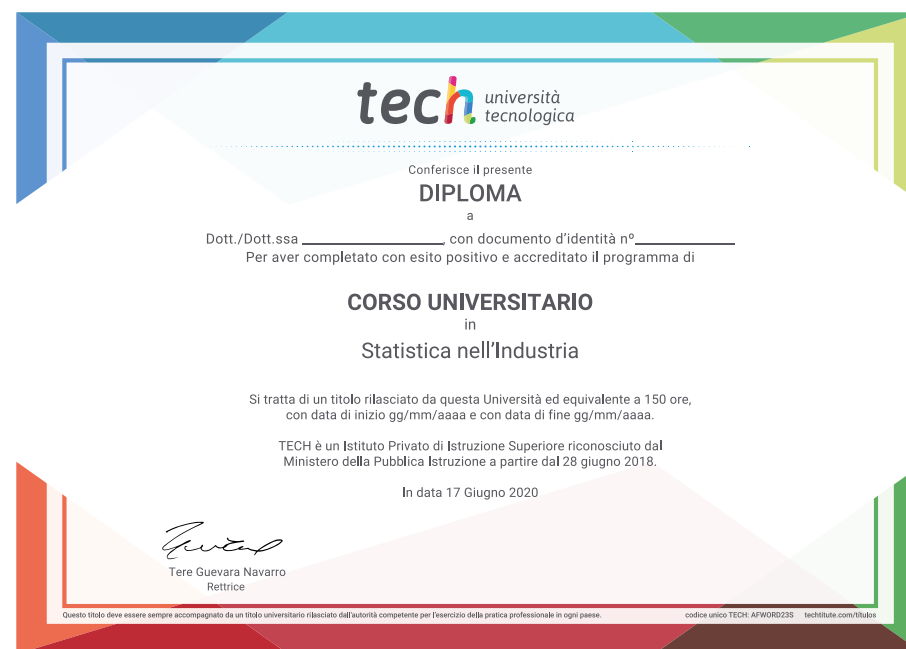 tech università
tecnologica
Conferisce il presente
DIPLOMA
a
Dott./Dott.ssa ____________________, con documento d'identità nº______________
Per aver completato con esito positivo e accreditato il programma di
CORSO UNIVERSITARIO
in
Statistica nell'Industria
Si tratta di un titolo rilasciato da questa Università ed equivalente a 150 ore,
con data di inizio gg/mm/aaaa e con data di fine gg/mm/aaaa.
TECH è un Istituto Privato di Istruzione Superiore riconosciuto dal
Ministero della Pubblica Istruzione a partire dal 28 giugno 2018.
In data 17 Giugno 2020
Tere Guevara Navarro
Rettrice
Questo titolo deve essere sempre accompagnato da un titolo universitario rilasciato dall'autorità competente per l'esercizio della pratica professionale in ogni paese. codice unico TECH: AFWORD23S techtitute.com/títulos